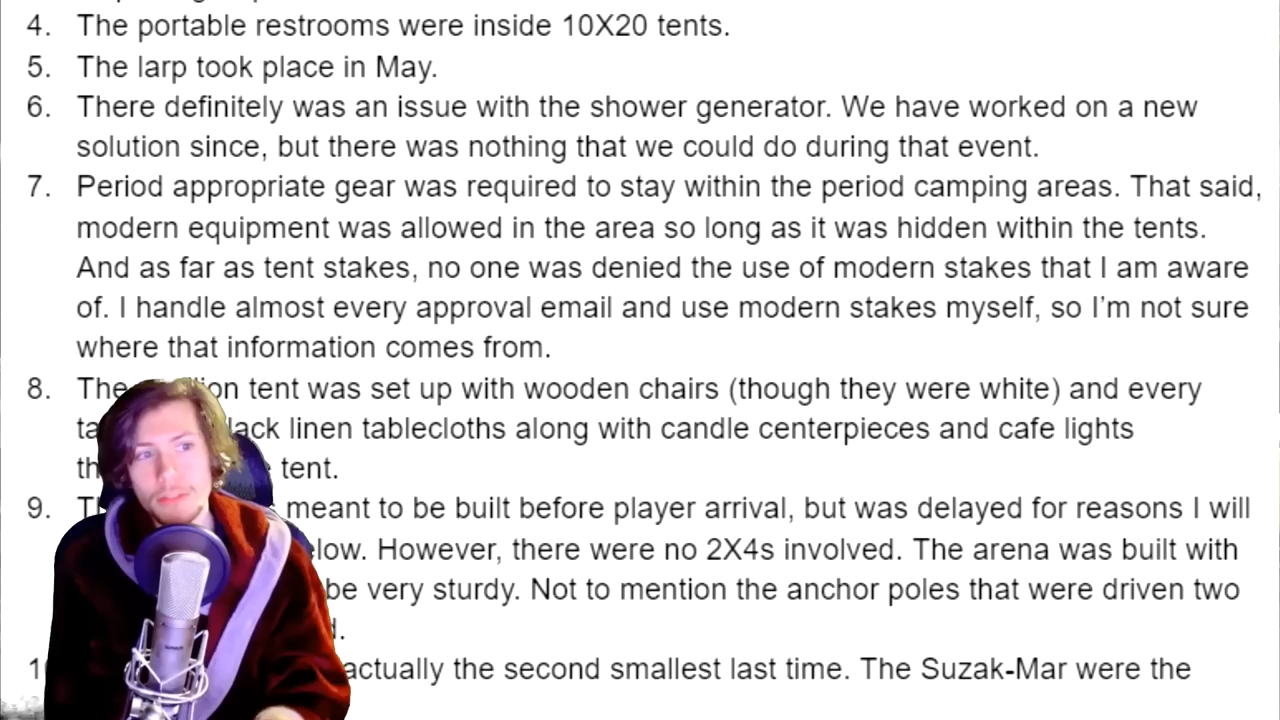 4. The portable restrooms were inside 10X20 tents.
5. The larp took place in May.
6. There definitely was an issue with the shower generator. We have worked on a new
solution since, but there was nothing that we could do during that event.
7. Period appropriate gear was required to stay within the period camping areas. That said,
modern equipment was allowed in the area so long as it was hidden within the tents.
And as far as tent stakes, no one was denied the use of modern stakes that I am aware
of. I handle almost every approval email and use modern stakes myself, so I'm not sure
where that information comes from.
8. The tent was set up with wooden chairs (though they were white) and every
linen tablecloths along with candle centerpieces and cafe lights
tent.
9. meant to be built before player arrival, but was delayed for reasons I will
However, there were no 2X4s involved. The arena was built with
be very sturdy. Not to mention the anchor poles that were driven two
actually the second smallest last time. The Suzak-Mar were the